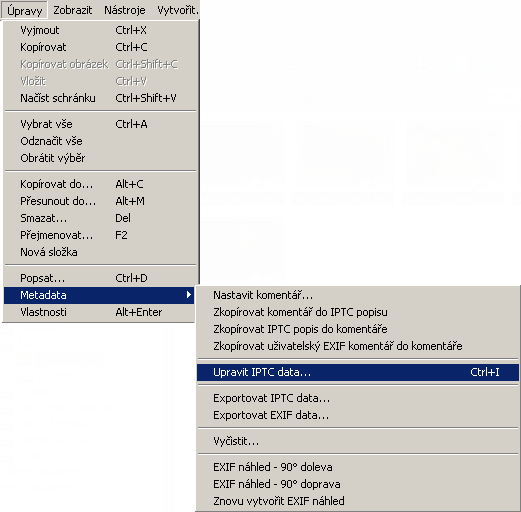 Úpravy Zobrazit Nástroje Vytvořit.
Vyjmout Ctrl+X
Kopírovat Ctrl+C
Kopírovat obrázek Ctrl+Shift+C
Vložit Ctrl+V
Načíst schránku Ctrl+Shift+V
Vybrat vše Ctrl+A
Odznačit vše
Obrátit výběr
Kopírovat do... Alt+C
Přesunout do... Alt+M
Smazat... Del
Přejmenovat... F2
Nová složka
Popsat... Ctrl+D
Metadata
Vlastnosti Alt+Enter
Nastavit komentář...
Zkopírovat komentář do IPTC popisu
Zkopírovat IPTC popis do komentáře
Zkopírovat uživatelský EXIF komentář do komentáře
Upravit IPTC data... Ctrl+I
Exportovat IPTC data...
Exportovat EXIF data...
Vyčistit...
EXIF náhled - 90° doleva
EXIF náhled - 90° doprava
Znovu vytvořit EXIF náhled